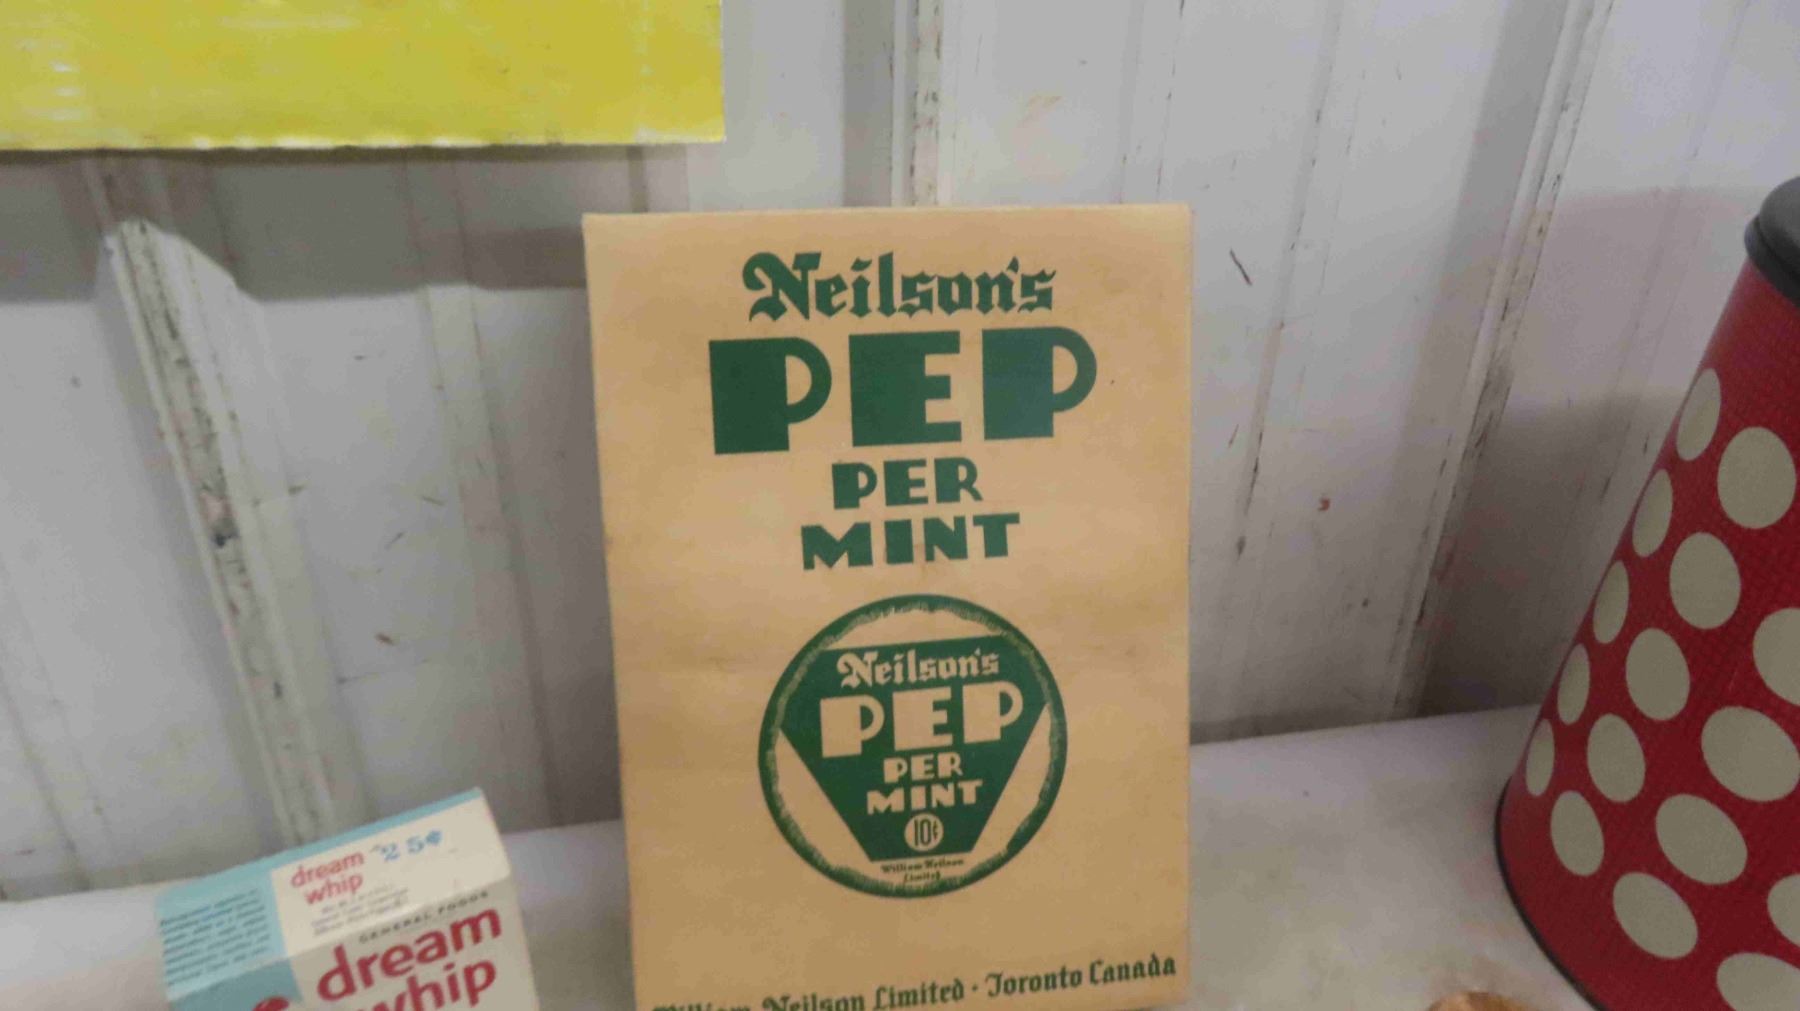 Neilson's
PEP
PER
MINT
Neilson's
PEP
PER
MINT
10¢
William Neilson
Limited
William Neilson Limited · Toronto Canada
dream
whip
25¢
GENERAL FOODS
dream
whip